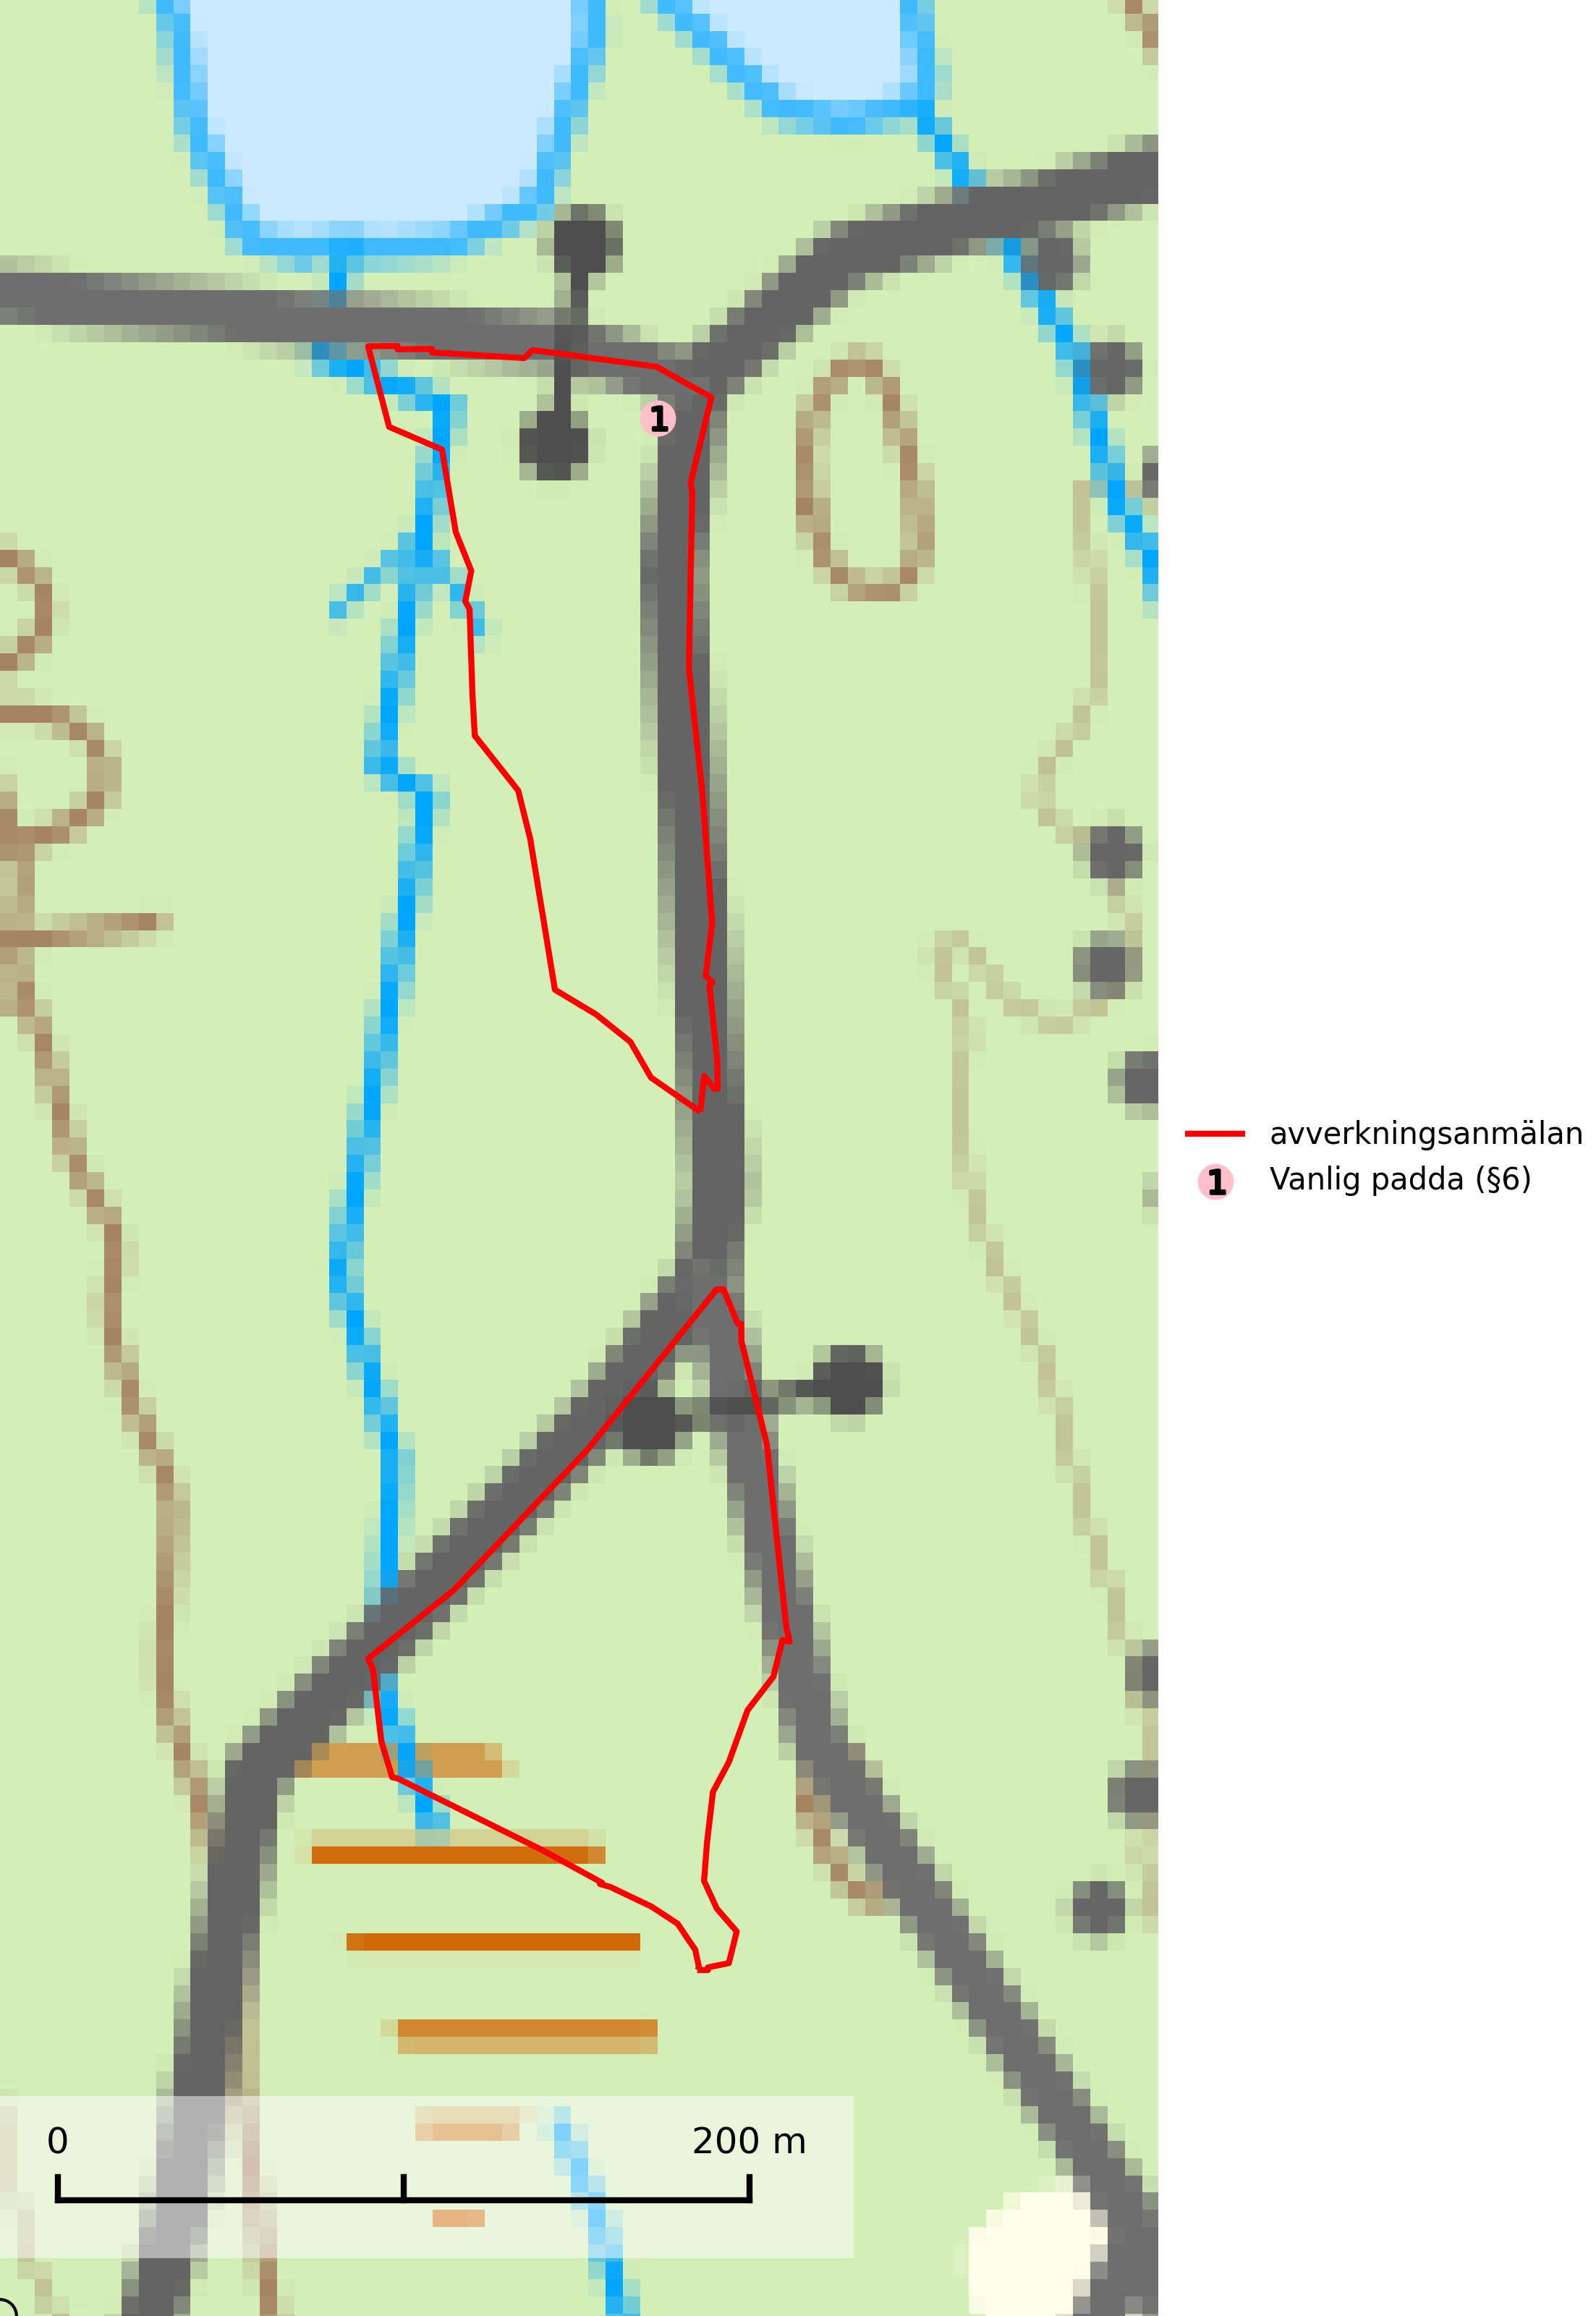 1
avverkningsanmälan
1 Vanlig padda (§6)
0 200 m